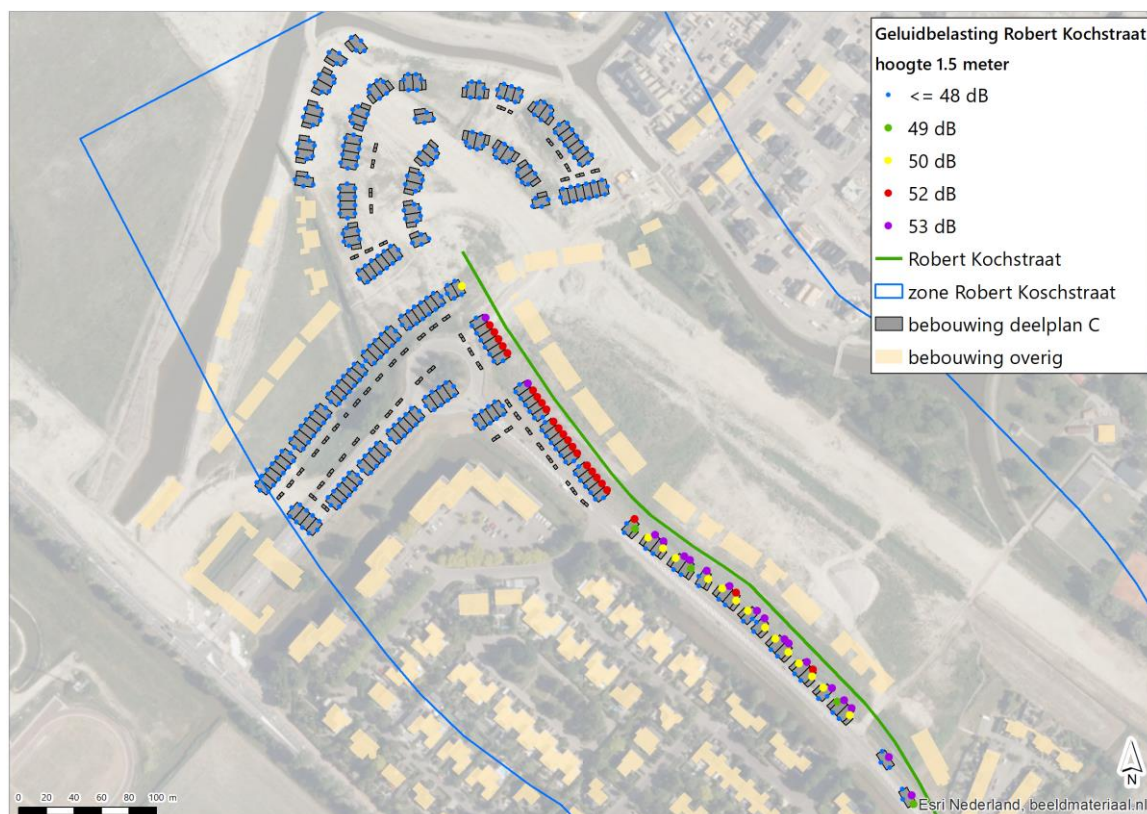 Geluidbelasting Robert Kochstraat
hoogte 1.5 meter
<= 48 dB
49 dB
50 dB
52 dB
53 dB
Robert Kochstraat
zone Robert Koschstraat
bebouwing deelplan C
bebouwing overig
N
0 10 20 40 60 80 100 m
Esri Nederland, beeldmateriaal.nl